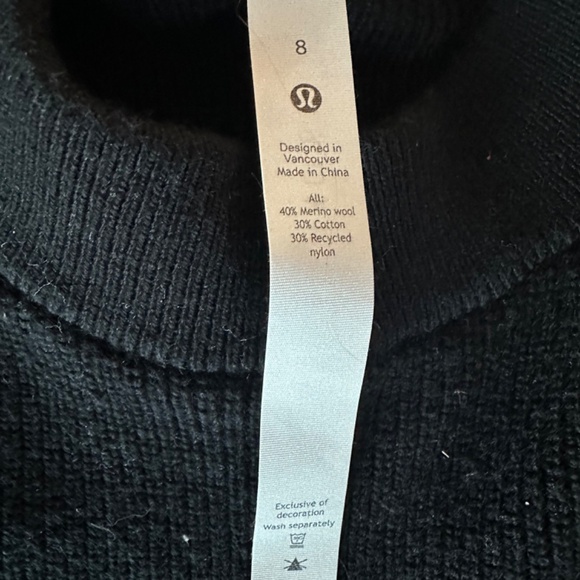 8
Designed in
Vancouver
Made in China
All:
40% Merino wool
30% Cotton
30% Recycled
nylon
Exclusive of
decoration
Wash separately